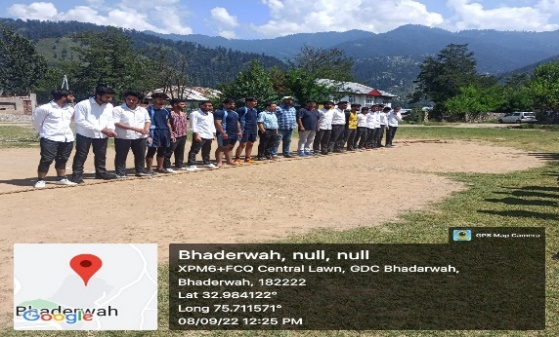 GPS Map Camera
Bhaderwah, null, null
XPM6+FCQ Central Lawn, GDC Bhadarwah,
Bhaderwah, 182222
Lat 32.984122°
Long 75.711571°
08/09/22 12:25 PM
Bhaderwah
Google